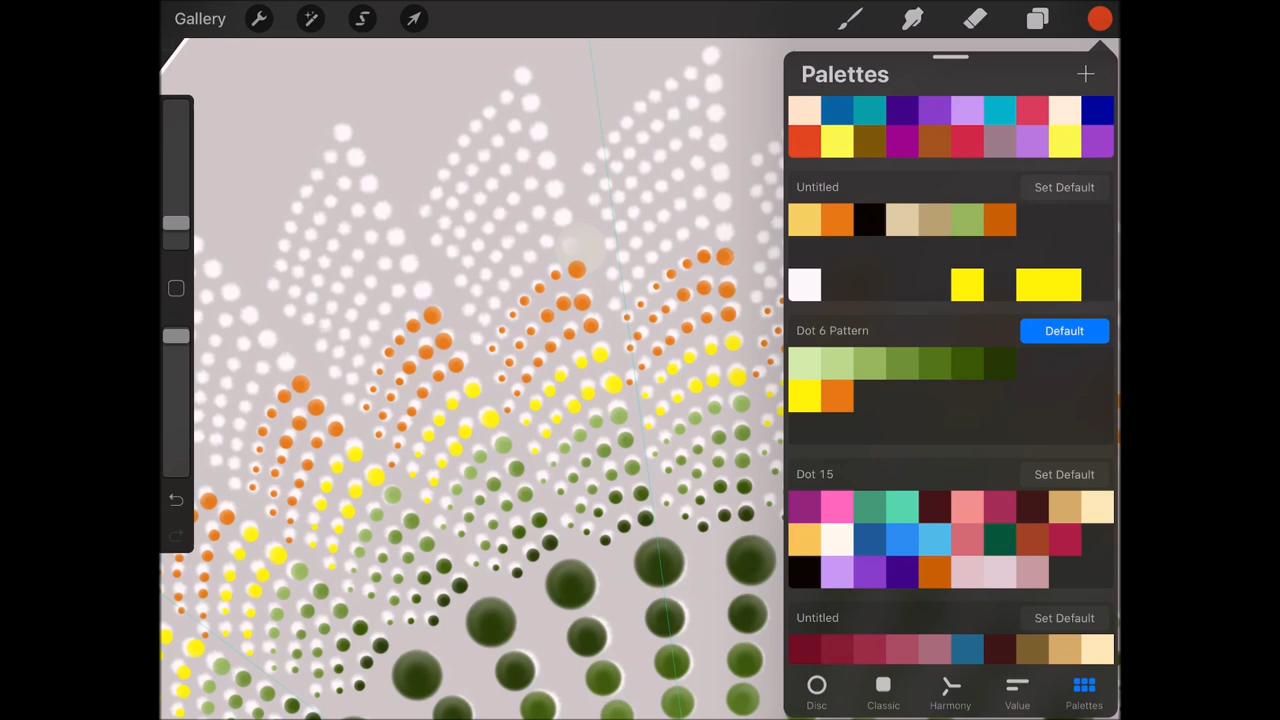 Gallery
Palettes
Untitled
Set Default
Dot 6 Pattern
Default
Dot 15
Set Default
Untitled
Set Default
Disc
Classic
Harmony
Value
Palettes